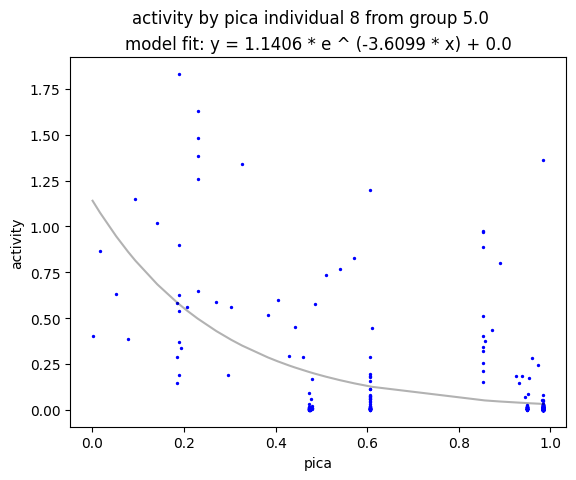 activity by pica individual 8 from group 5.0
model fit: y = 1.1406 * e ^ (-3.6099 * x) + 0.0
1.75
1.50
1.25
1.00
0.75
0.50
0.25
0.00
activity
0.0 0.2 0.4 0.6 0.8 1.0
pica